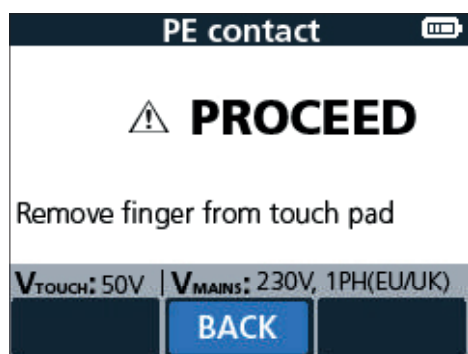 PE contact
⚠ PROCEED
Remove finger from touch pad
VTOUCH: 50V | VMAINS: 230V, 1PH(EU/UK)
BACK